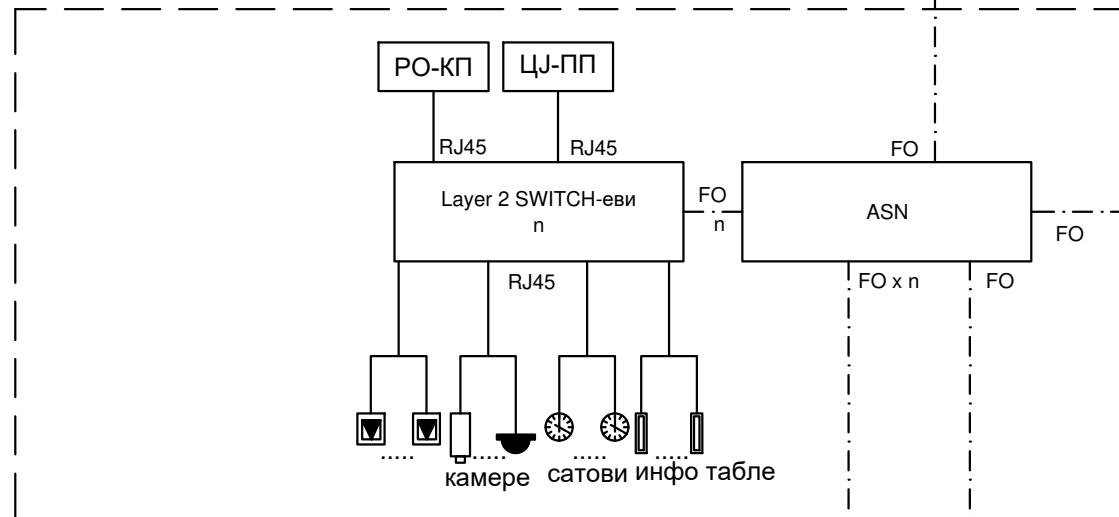 РО-КП
ЦЈ-ПП
RJ45
RJ45
FO
Layer 2 SWITCH-еви
n
FO
n
ASN
FO
RJ45
FO x n
FO
камере
сатови
инфо табле